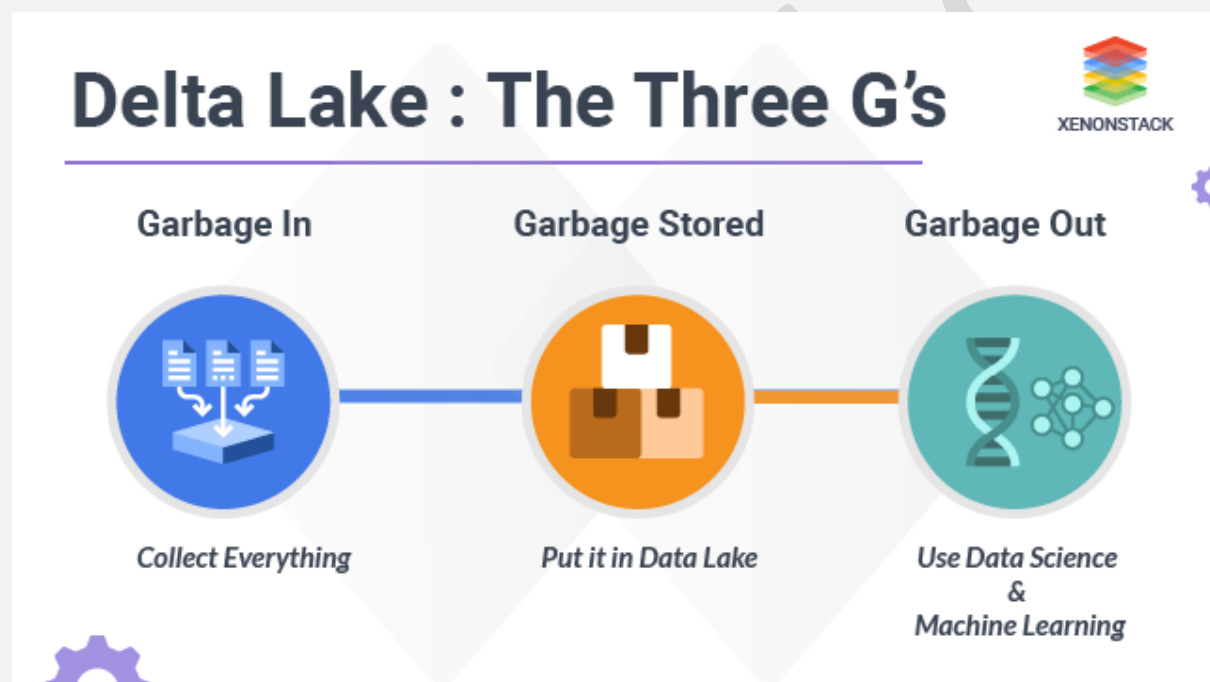 Delta Lake : The Three G’s
XENONSTACK
Garbage In
Garbage Stored
Garbage Out
Collect Everything
Put it in Data Lake
Use Data Science
&
Machine Learning